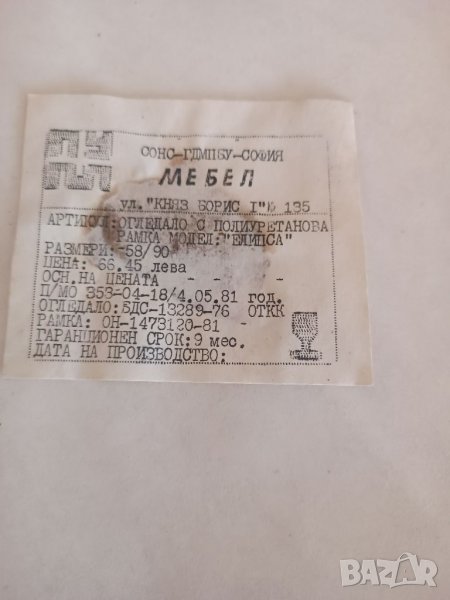 СОНС-ГДМПБУ-СОФИЯ
МЕБЕЛ
ул. "КНЯЗ БОРИС I"№ 135
АРТИКУЛ:ОГЛЕДАЛО С ПОЛИУРЕТАНОВА
РАМКА МОДЕЛ:"ЕЛИПСА"
РАЗМЕРИ:-58/90
ЦЕНА: 66.45 лева
ОСН.НА ЦЕНАТА -
П/МО 353-04-18/4.05.81 год.
ОГЛЕДАЛО:БДС-13289-76 ОТКК
РАМКА: ОН-1473120-81 -
ГАРАНЦИОНЕН СРОК:9 мес.
ДАТА НА ПРОИЗВОДСТВО:
BAZAR